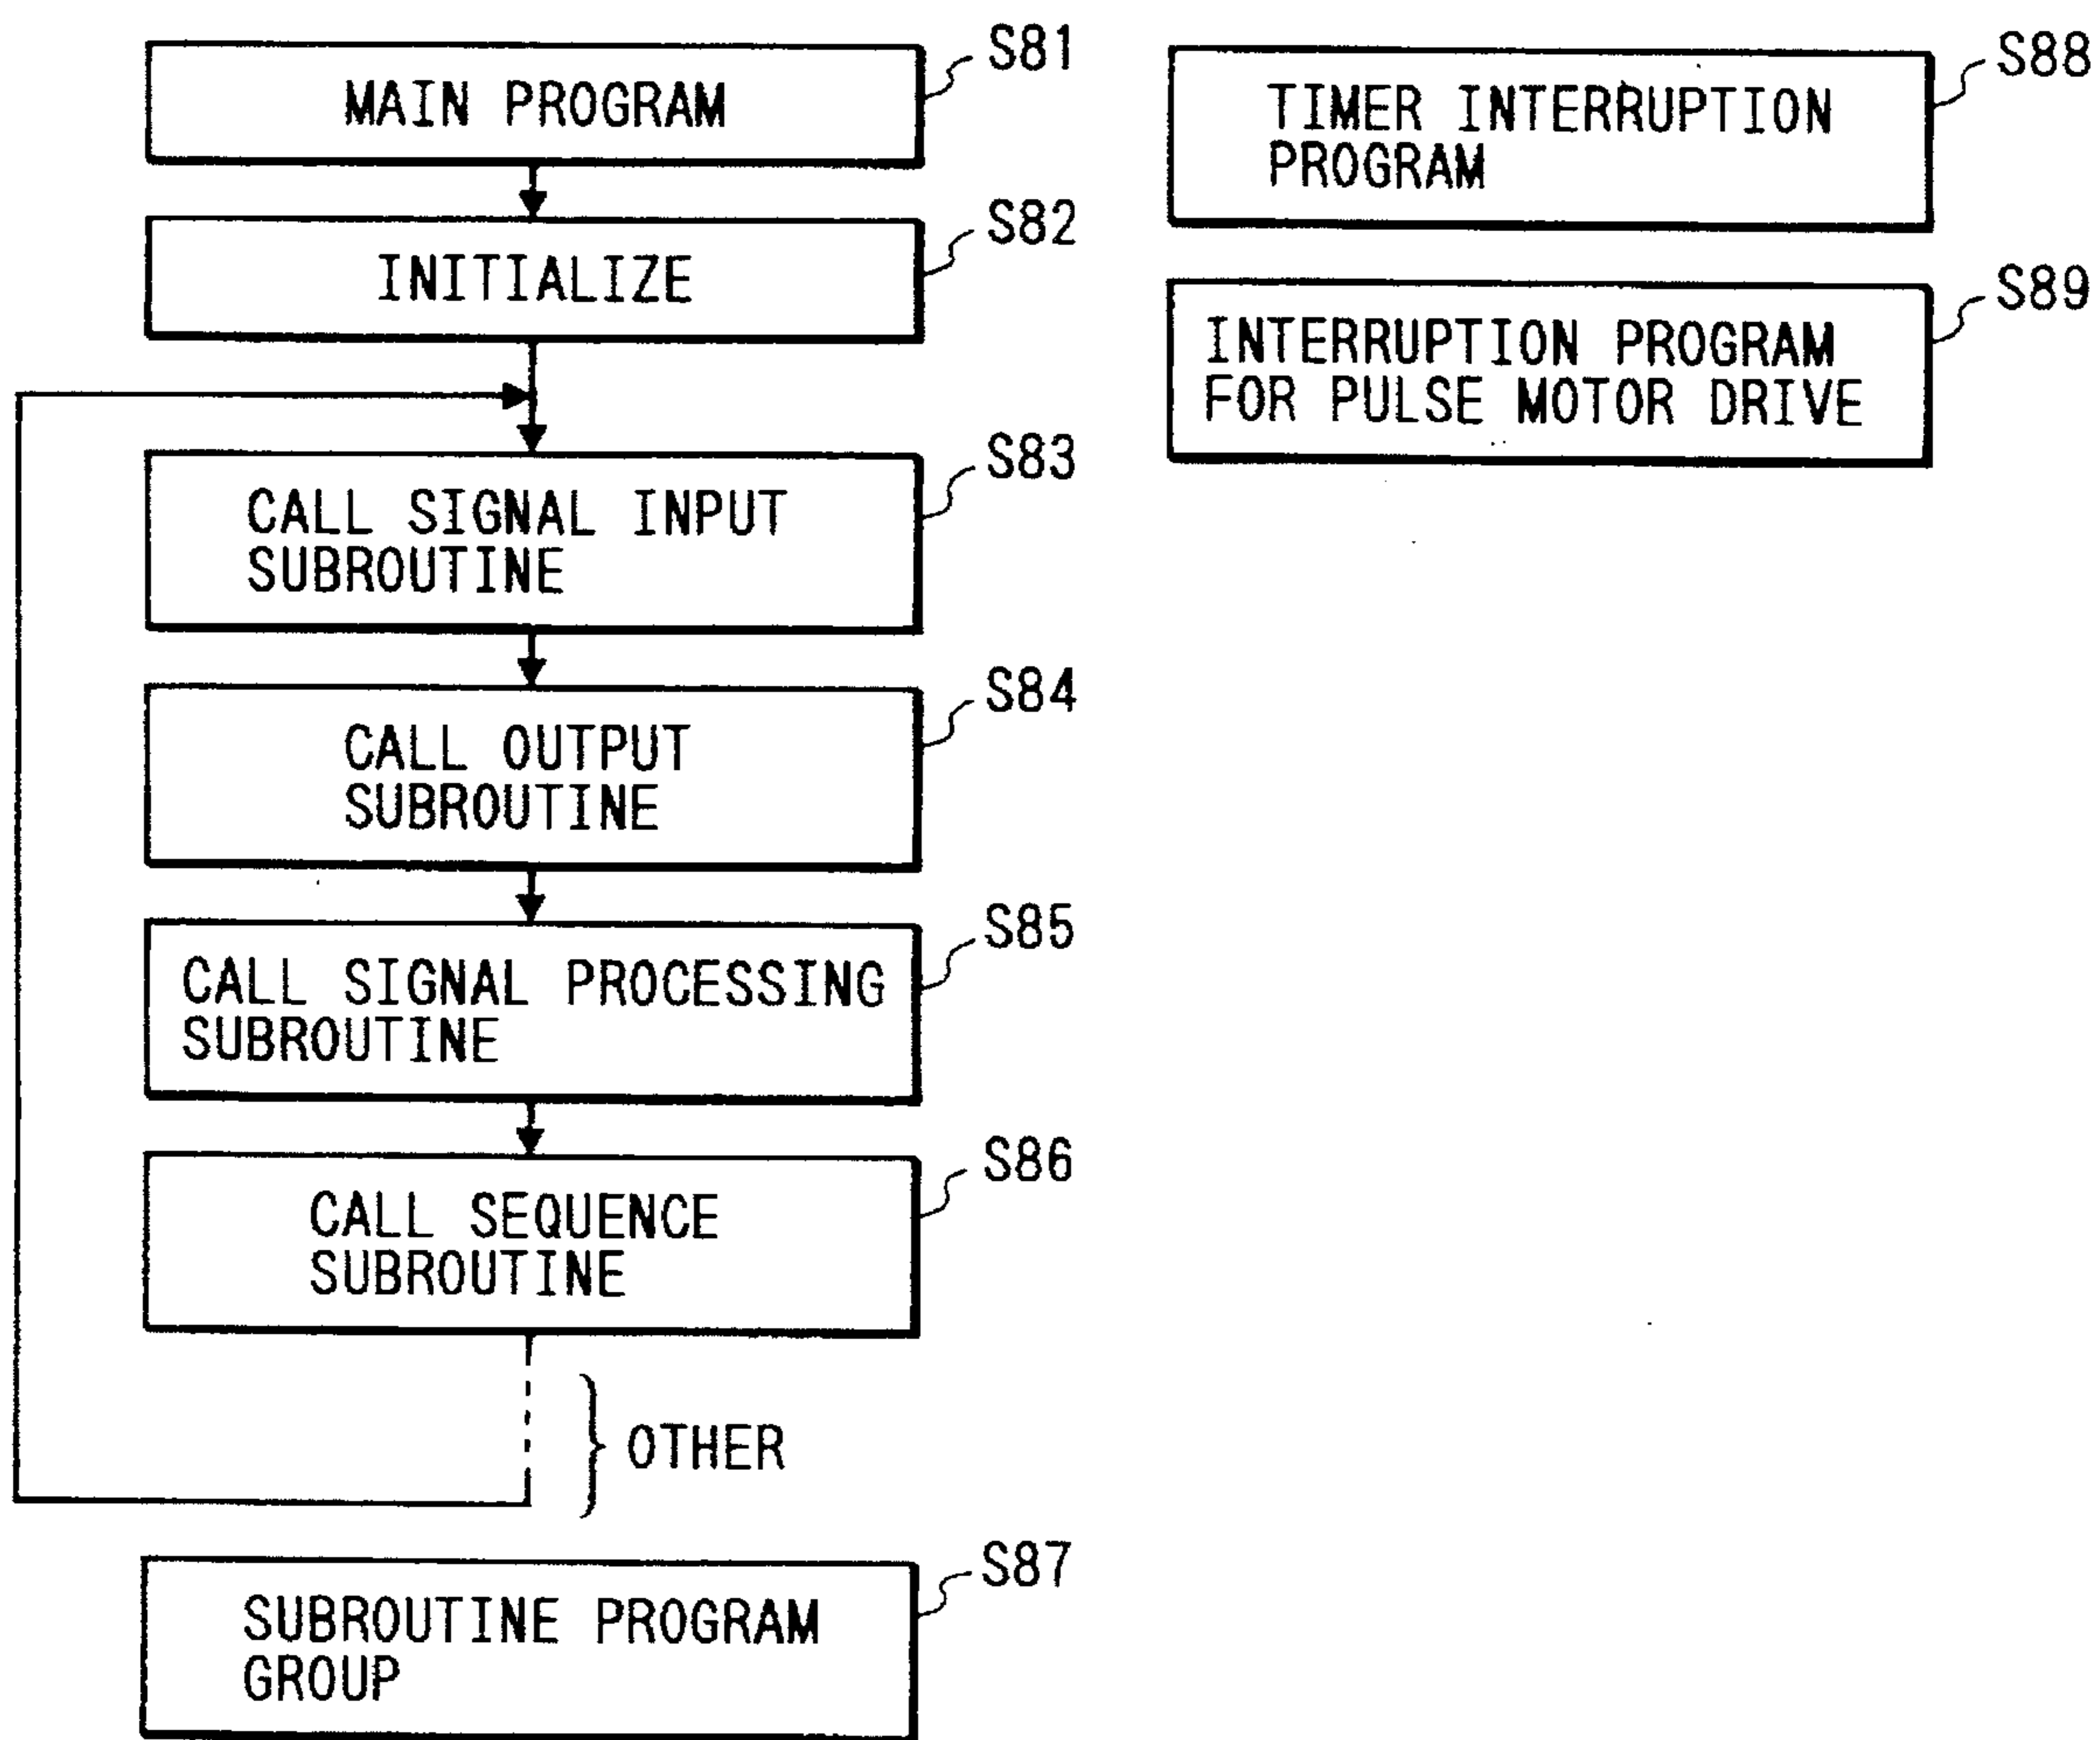 MAIN PROGRAM
S81
INITIALIZE
S82
CALL SIGNAL INPUT
SUBROUTINE
S83
CALL OUTPUT
SUBROUTINE
S84
CALL SIGNAL PROCESSING
SUBROUTINE
S85
CALL SEQUENCE
SUBROUTINE
S86
OTHER
SUBROUTINE PROGRAM
GROUP
S87
TIMER INTERRUPTION
PROGRAM
S88
INTERRUPTION PROGRAM
FOR PULSE MOTOR DRIVE
S89